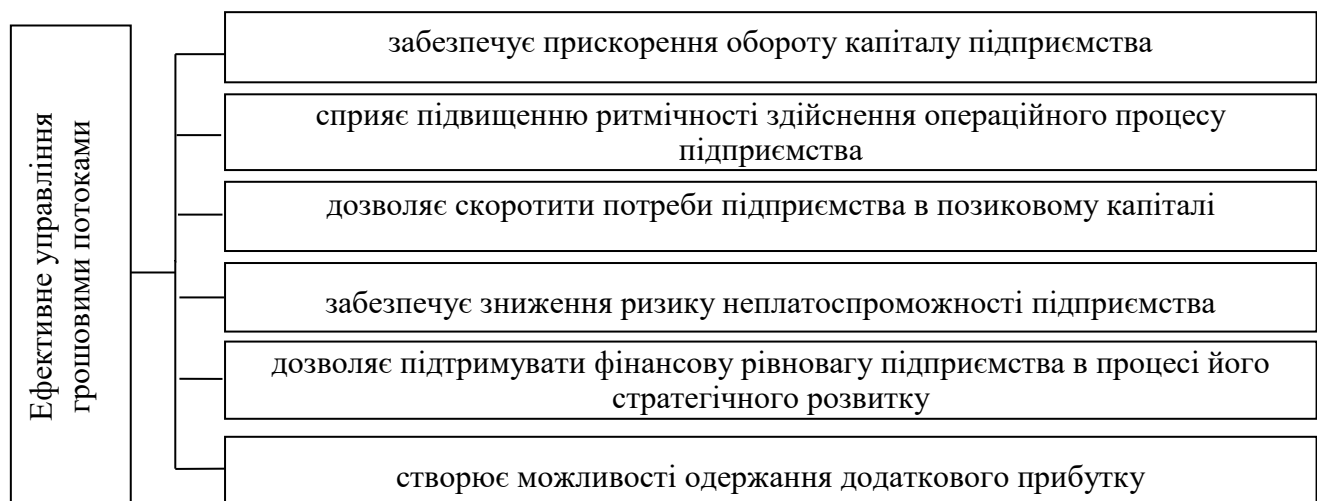 Ефективне управління
грошовими потоками
забезпечує прискорення обороту капіталу підприємства
сприяє підвищенню ритмічності здійснення операційного процесу
підприємства
дозволяє скоротити потреби підприємства в позиковому капіталі
забезпечує зниження ризику неплатоспроможності підприємства
дозволяє підтримувати фінансову рівновагу підприємства в процесі його
стратегічного розвитку
створює можливості одержання додаткового прибутку